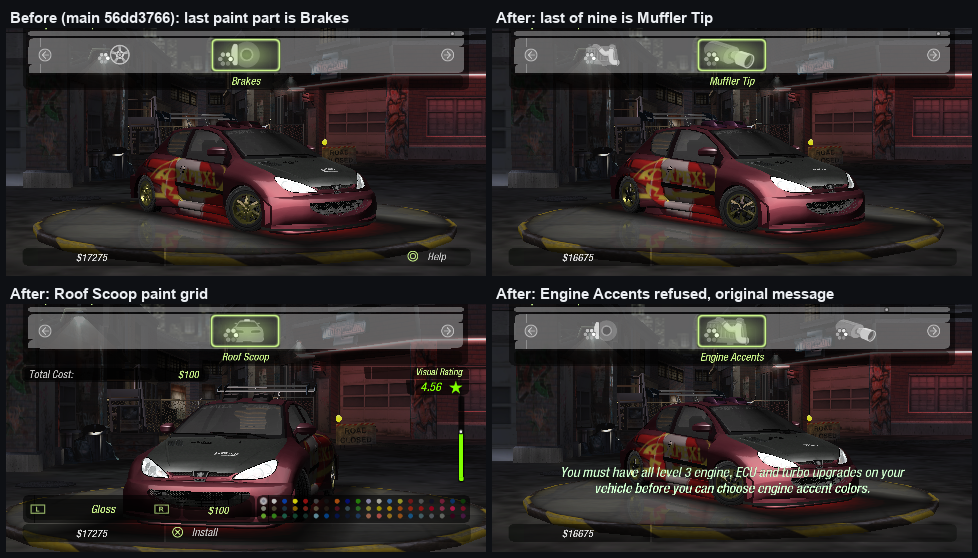 Before (main 56dd3766): last paint part is Brakes
Brakes
$17275
Help
After: last of nine is Muffler Tip
Muffler Tip
$16675
After: Roof Scoop paint grid
Roof Scoop
Total Cost:
$100
Visual Rating
4.56
L
Gloss
R
$100
$17275
Install
After: Engine Accents refused, original message
Engine Accents
You must have all level 3 engine, ECU and turbo upgrades on your
vehicle before you can choose engine accent colors.
$16675